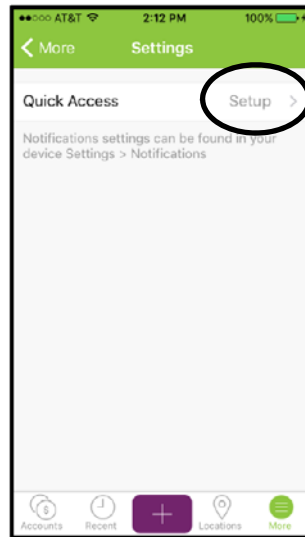 AT&T 2:12 PM 100%
More Settings
Quick Access Setup
Notifications settings can be found in your
device Settings > Notifications
Accounts Recent Locations More